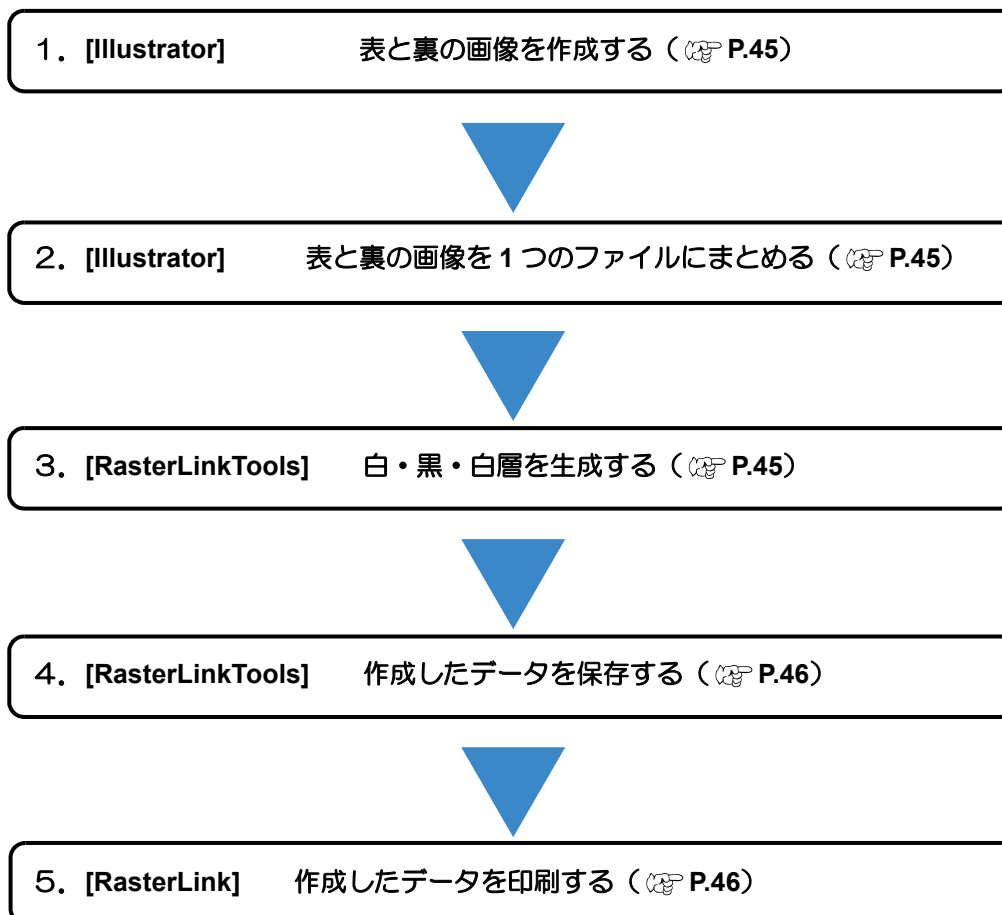 １．[Illustrator] 表と裏の画像を作成する（☞ P.45）
２．[Illustrator] 表と裏の画像を 1 つのファイルにまとめる（☞ P.45）
３．[RasterLinkTools] 白・黒・白層を生成する（☞ P.45）
４．[RasterLinkTools] 作成したデータを保存する（☞ P.46）
５．[RasterLink] 作成したデータを印刷する（☞ P.46）